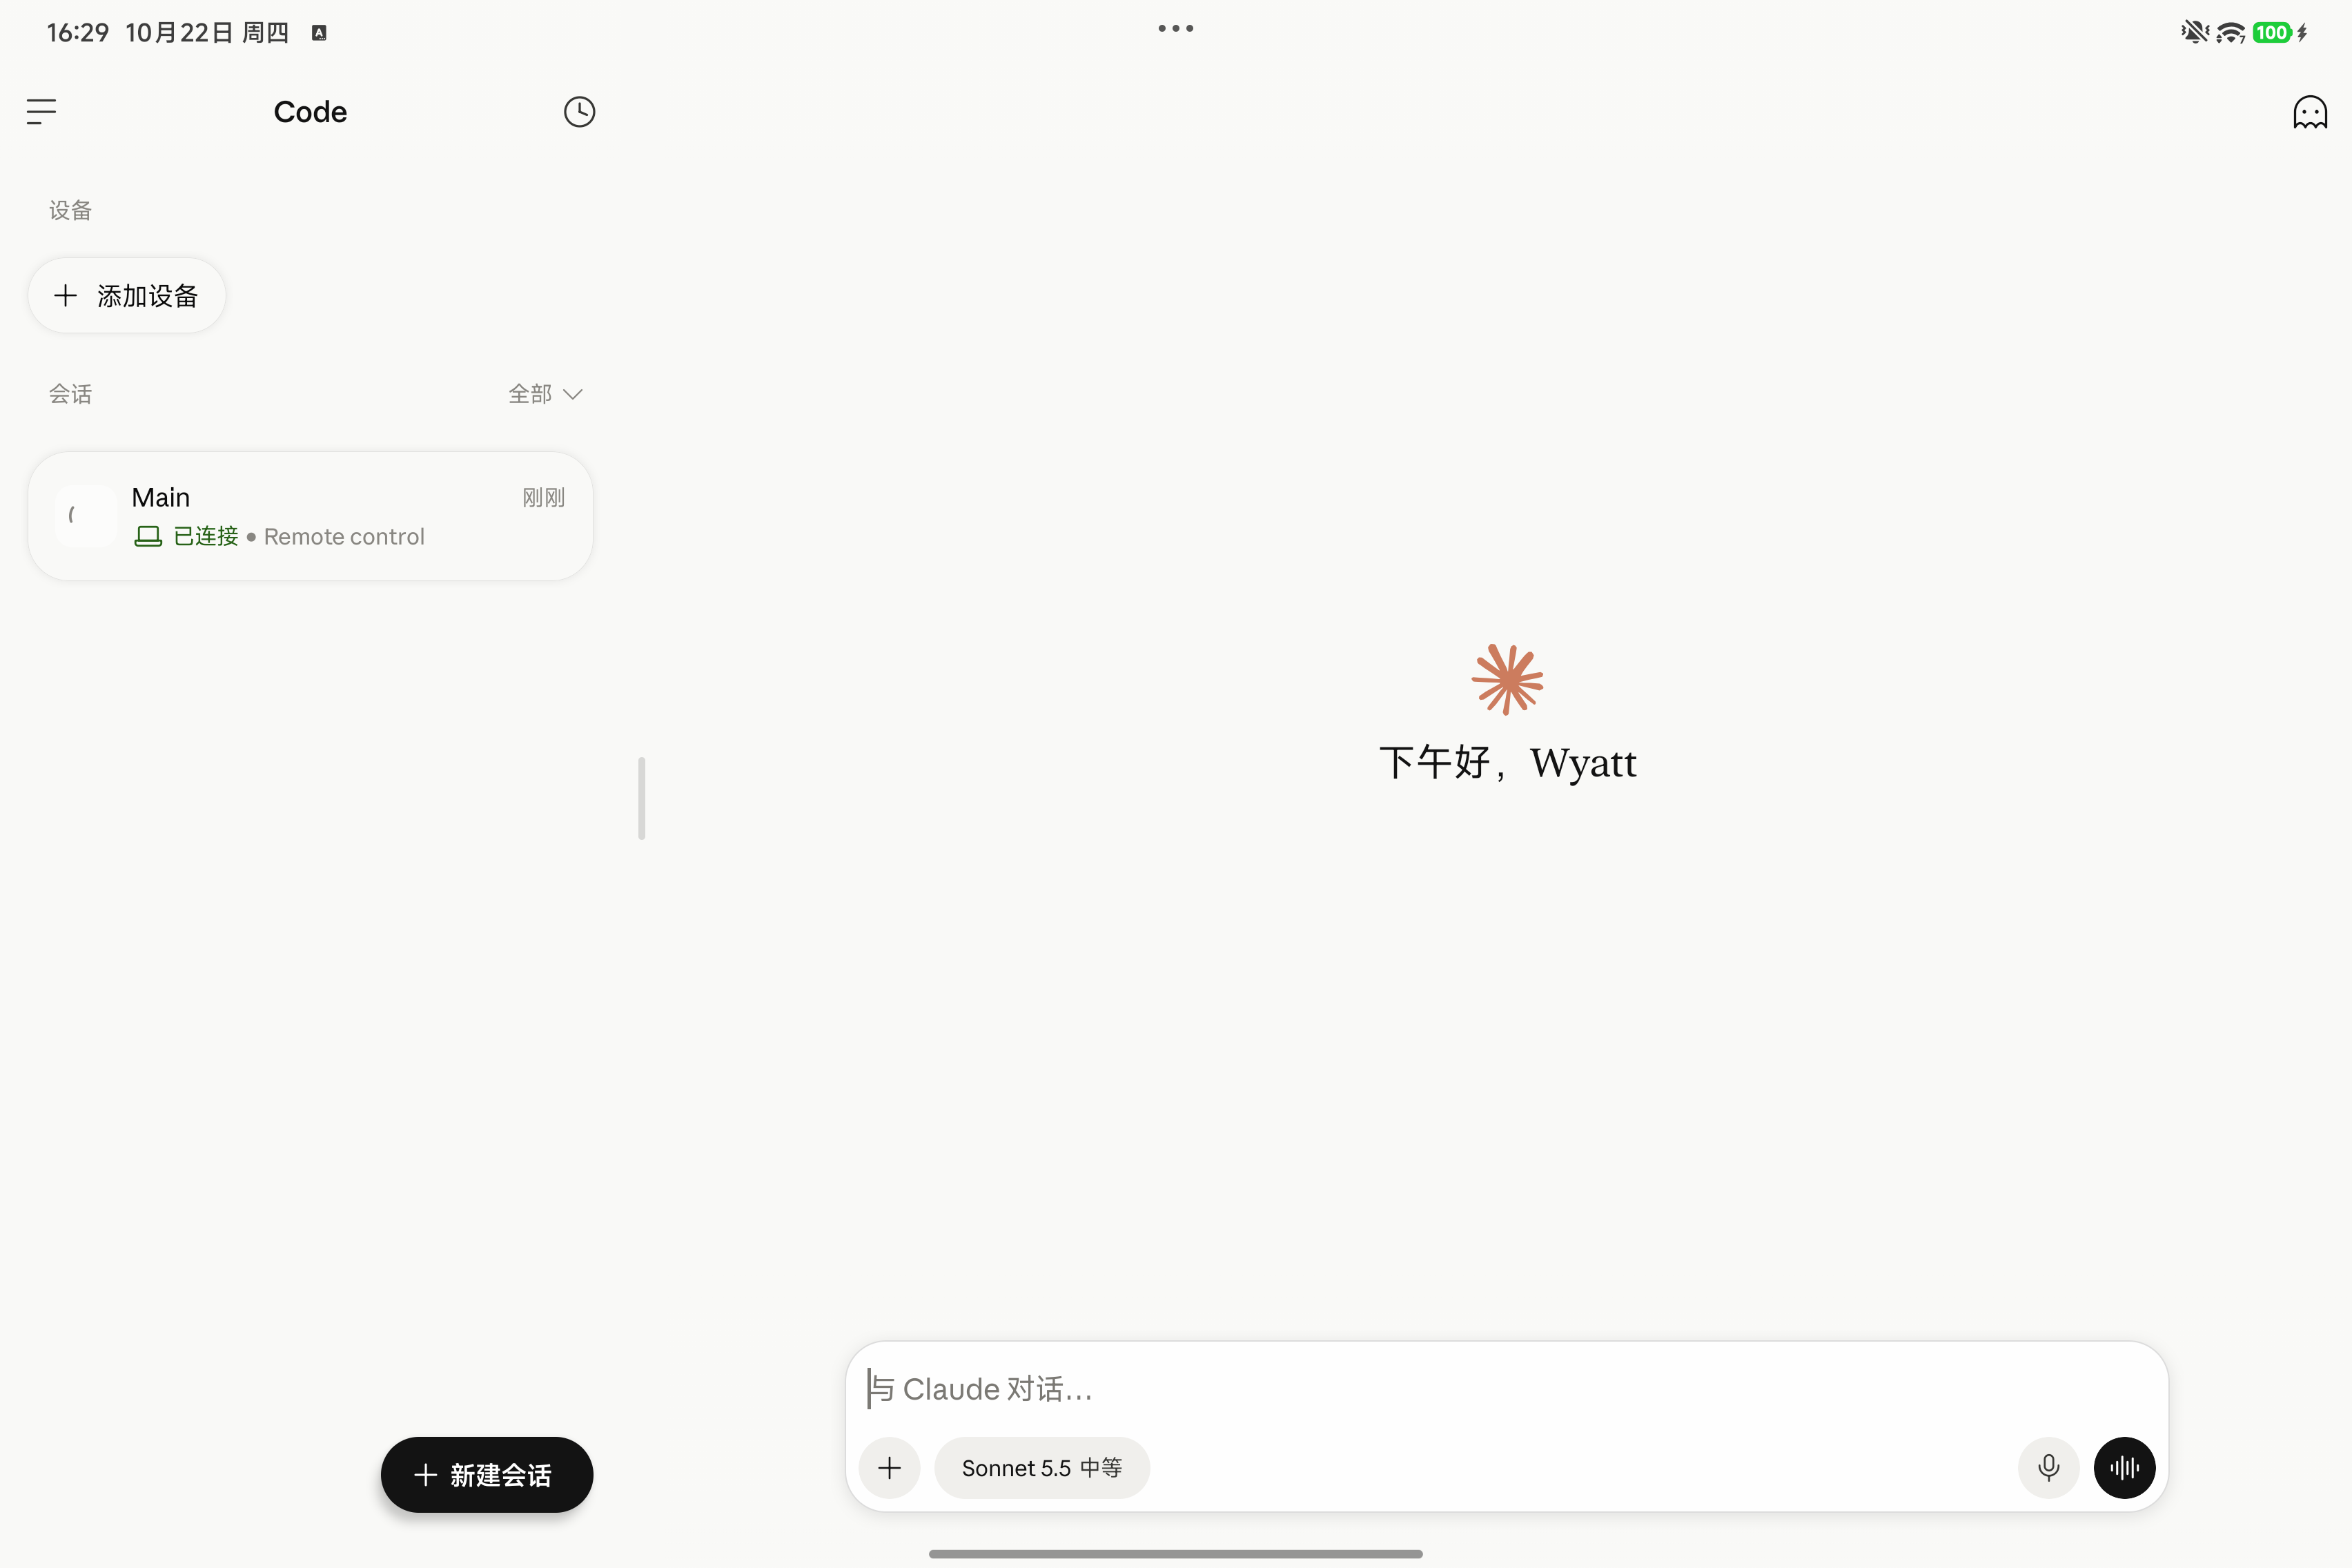 16:29 10月22日 周四 A
7 100
Code
设备
添加设备
会话 全部
Main 刚刚
已连接 • Remote control
新建会话
下午好，Wyatt
与 Claude 对话…
Sonnet 5.5 中等